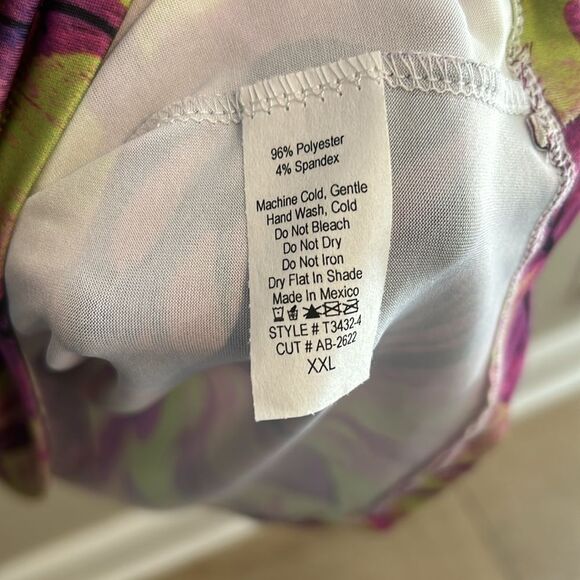 96% Polyester
4% Spandex
Machine Cold, Gentle
Hand Wash, Cold
Do Not Bleach
Do Not Dry
Do Not Iron
Dry Flat In Shade
Made In Mexico
STYLE # T3432-4
CUT # AB-2622
XXL